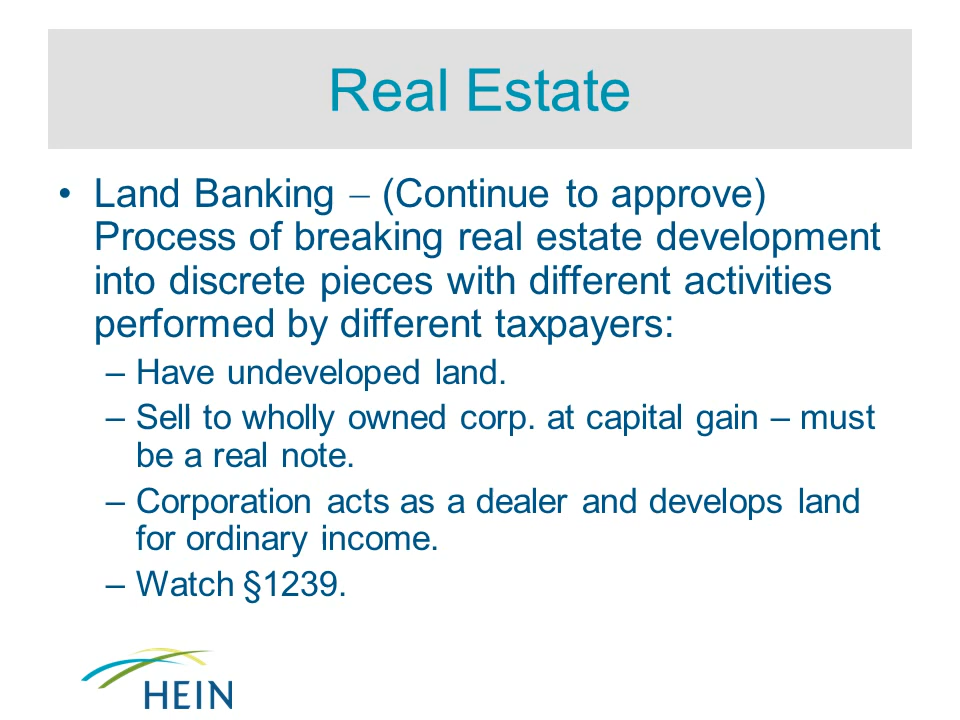 Real Estate
• Land Banking – (Continue to approve)
Process of breaking real estate development
into discrete pieces with different activities
performed by different taxpayers:
– Have undeveloped land.
– Sell to wholly owned corp. at capital gain – must
be a real note.
– Corporation acts as a dealer and develops land
for ordinary income.
– Watch §1239.
HEIN